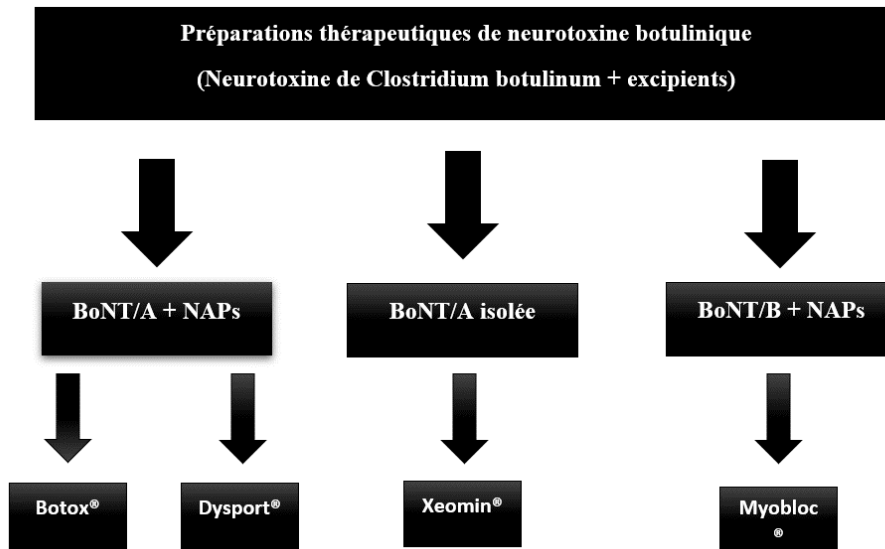 Préparations thérapeutiques de neurotoxine botulinique
(Neurotoxine de Clostridium botulinum + excipients)
BoNT/A + NAPs
BoNT/A isolée
BoNT/B + NAPs
Botox®
Dysport®
Xeomin®
Myobloc
®